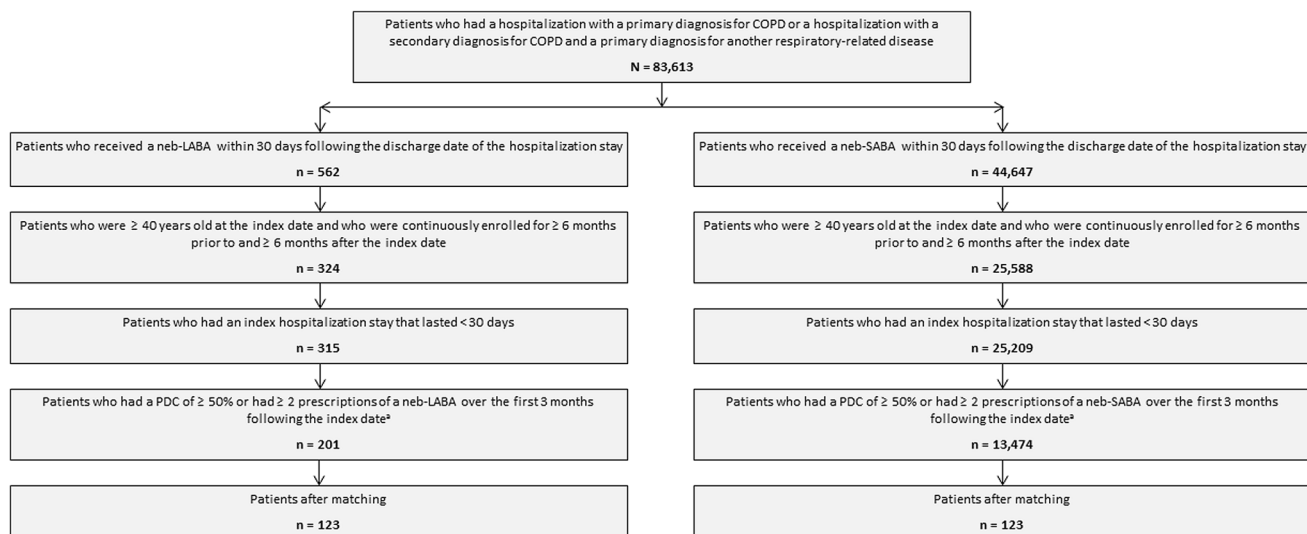 Patients who had a hospitalization with a primary diagnosis for COPD or a hospitalization with a
secondary diagnosis for COPD and a primary diagnosis for another respiratory-related disease
N = 83,613
Patients who received a neb-LABA within 30 days following the discharge date of the hospitalization stay
n = 562
Patients who were ≥ 40 years old at the index date and who were continuously enrolled for ≥ 6 months
prior to and ≥ 6 months after the index date
n = 324
Patients who had an index hospitalization stay that lasted <30 days
n = 315
Patients who had a PDC of ≥ 50% or had ≥ 2 prescriptions of a neb-LABA over the first 3 months
following the index dateᵃ
n = 201
Patients after matching
n = 123
Patients who received a neb-SABA within 30 days following the discharge date of the hospitalization stay
n = 44,647
Patients who were ≥ 40 years old at the index date and who were continuously enrolled for ≥ 6 months
prior to and ≥ 6 months after the index date
n = 25,588
Patients who had an index hospitalization stay that lasted <30 days
n = 25,209
Patients who had a PDC of ≥ 50% or had ≥ 2 prescriptions of a neb-SABA over the first 3 months
following the index dateᵃ
n = 13,474
Patients after matching
n = 123